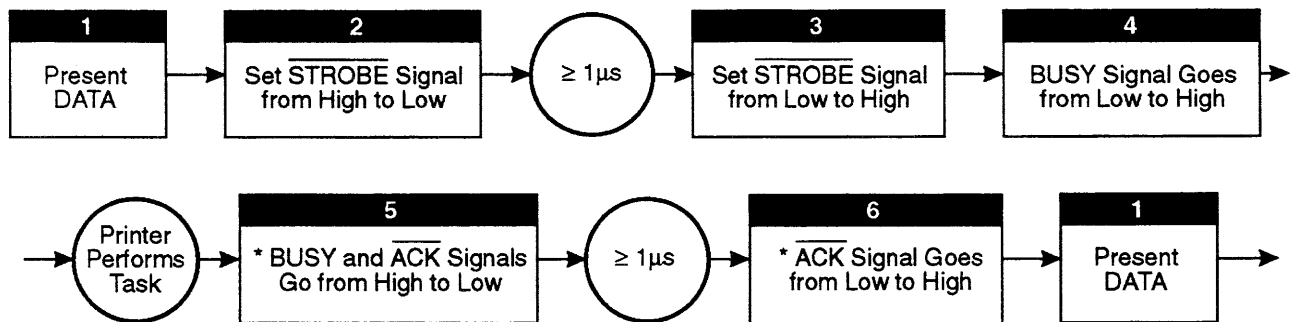 1
Present
DATA
2
Set STROBE Signal
from High to Low
≥ 1µs
3
Set STROBE Signal
from Low to High
4
BUSY Signal Goes
from Low to High
Printer
Performs
Task
5
* BUSY and ACK Signals
Go from High to Low
≥ 1µs
6
* ACK Signal Goes
from Low to High
1
Present
DATA